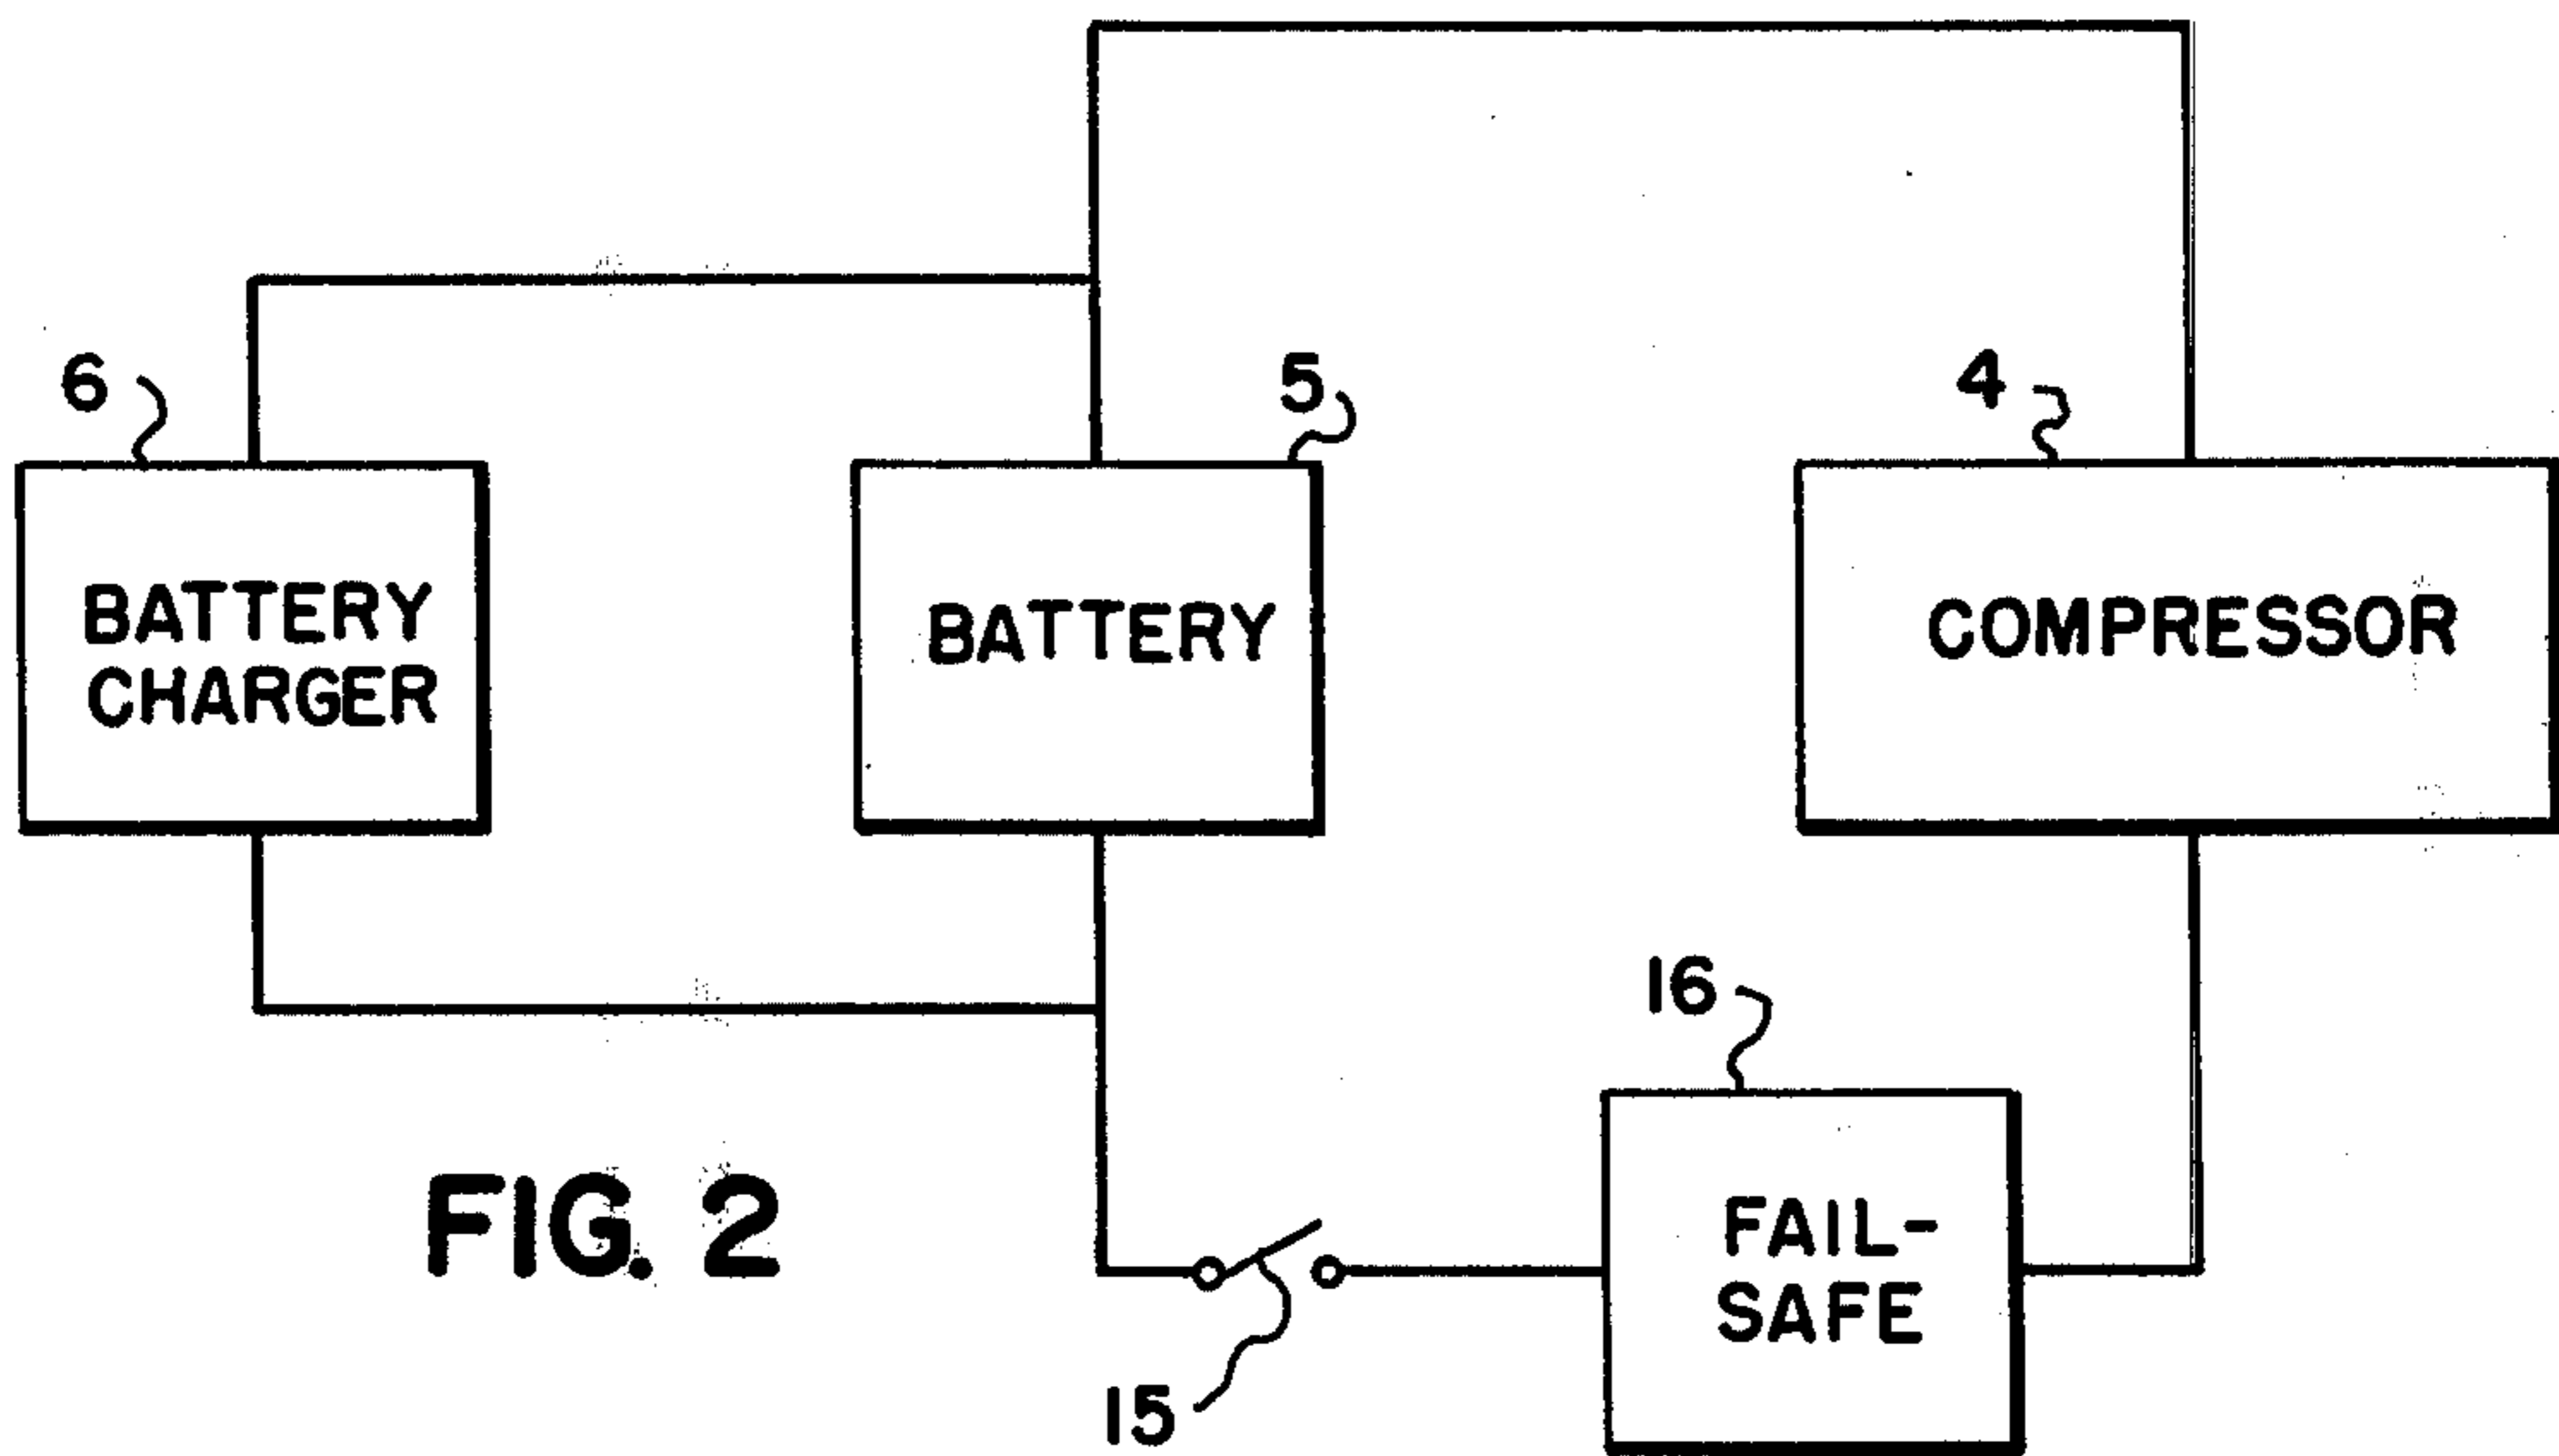 6
5
4
BATTERY
CHARGER
BATTERY
COMPRESSOR
16
FAIL-
SAFE
15
FIG. 2